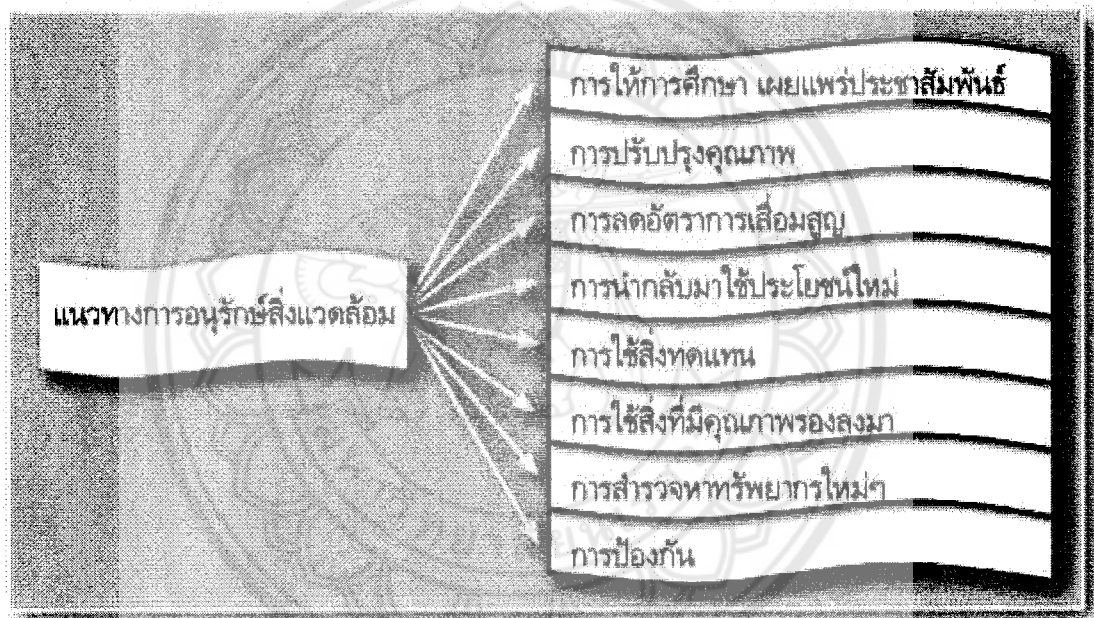 แนวทางการอนุรักษ์สิ่งแวดล้อม
การให้การศึกษา เผยแพร่ประชาสัมพันธ์
การปรับปรุงคุณภาพ
การลดอัตราการเสื่อมสูญ
การนำกลับมาใช้ประโยชน์ใหม่
การใช้สิ่งทดแทน
การใช้สิ่งที่มีคุณภาพรองลงมา
การสำรวจหาทรัพยากรใหม่ๆ
การป้องกัน